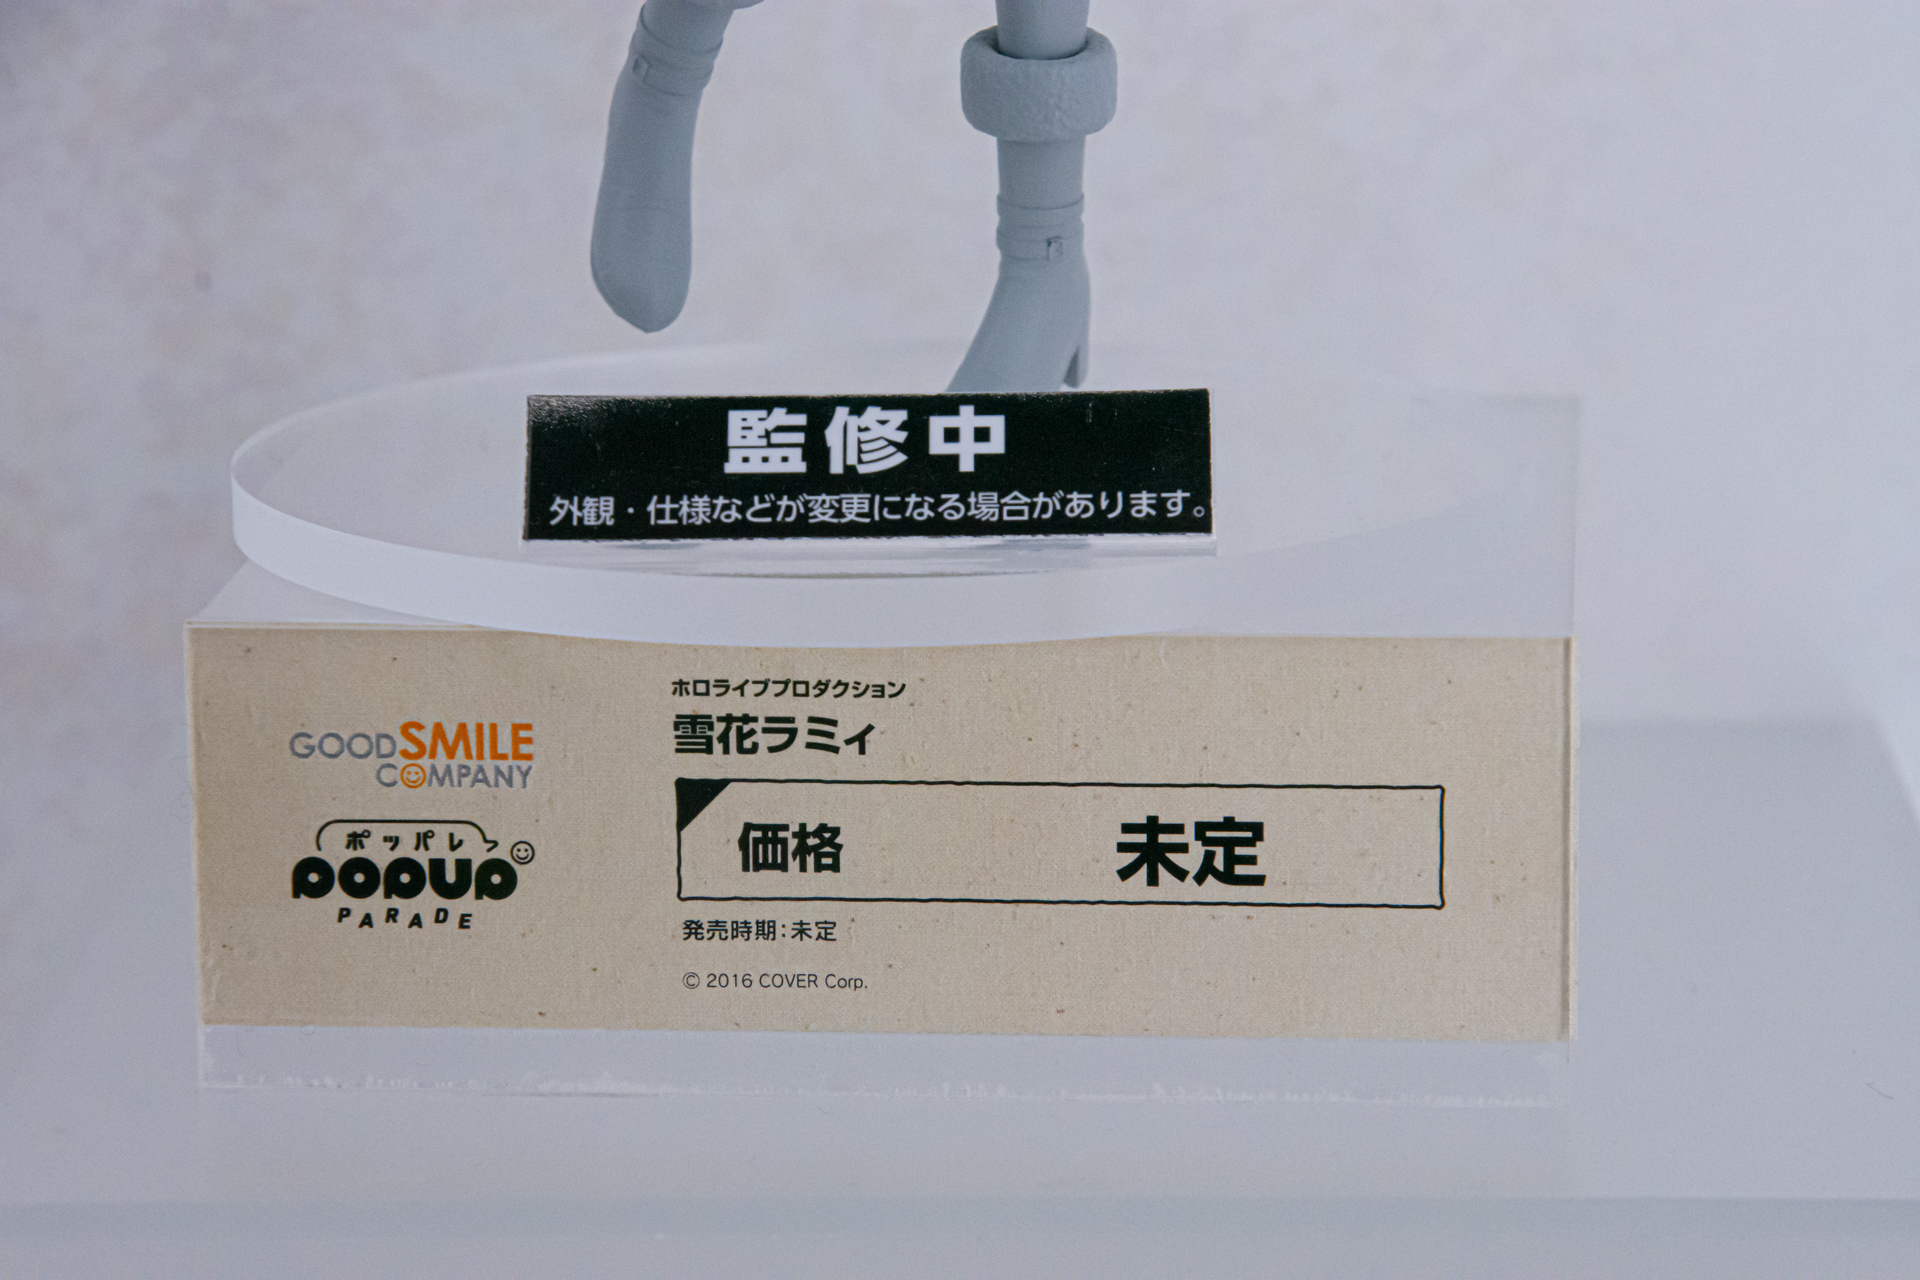 監修中
外観・仕様などが変更になる場合があります。
GOOD SMILE
COMPANY
ポッパレ
POPUP
PARADE
ホロライブプロダクション
雪花ラミィ
価格 未定
発売時期：未定
© 2016 COVER Corp.